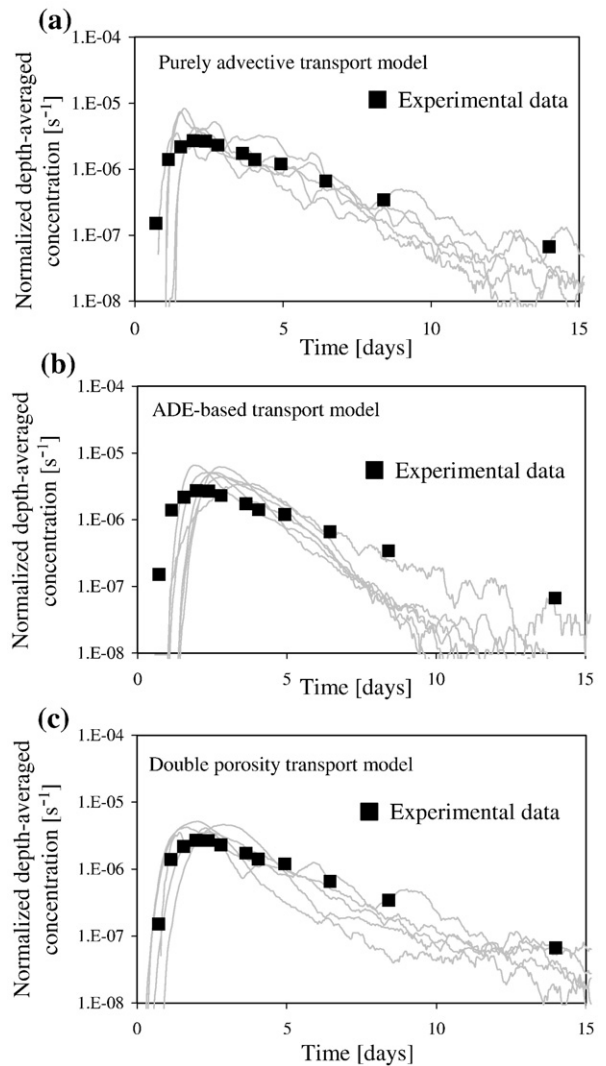 (a)
1.E-04
Purely advective transport model
Experimental data
1.E-05
1.E-06
1.E-07
1.E-08
Normalized depth-averaged
concentration [s⁻¹]
0 5 10 15
Time [days]
(b)
1.E-04
ADE-based transport model
Experimental data
1.E-05
1.E-06
1.E-07
1.E-08
Normalized depth-averaged
concentration [s⁻¹]
0 5 10 15
Time [days]
(c)
1.E-04
Double porosity transport model
Experimental data
1.E-05
1.E-06
1.E-07
1.E-08
Normalized depth-averaged
concentration [s⁻¹]
0 5 10 15
Time [days]